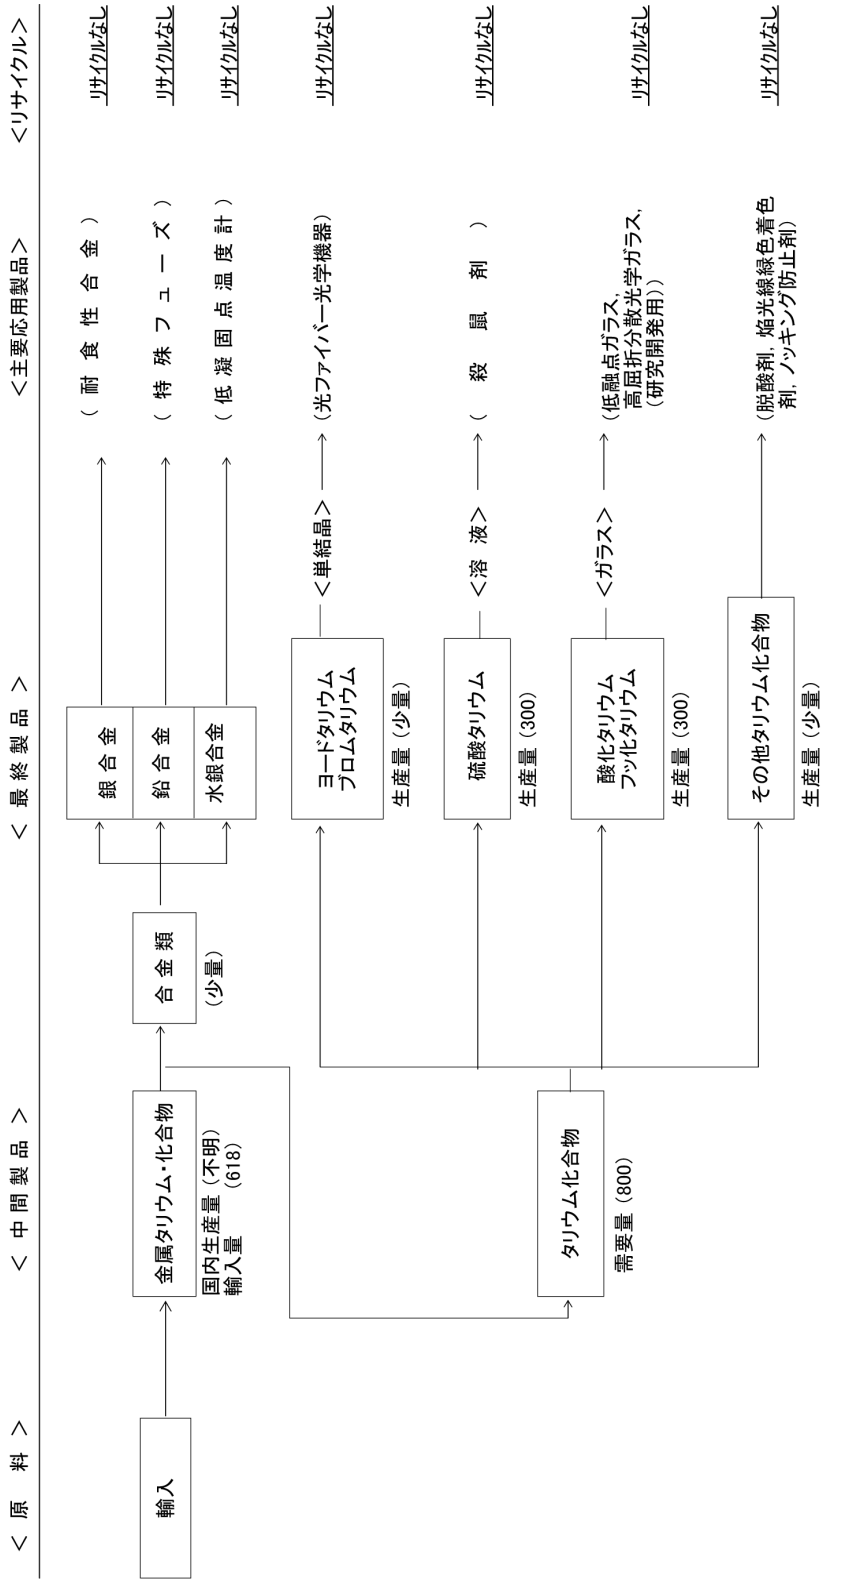 ＜ 原 料 ＞
＜ 中 間 製 品 ＞
＜ 最 終 製 品 ＞
＜主要応用製品＞
＜リサイクル＞
輸入
金属タリウム・化合物
国内生産量（不明）
輸入量 （618）
合 金 類
（少量）
銀 合 金
（ 耐 食 性 合 金 ）
リサイクルなし
鉛 合 金
（ 特 殊 フ ュ ー ズ ）
リサイクルなし
水銀合金
（ 低 凝 固 点 温 度 計 ）
リサイクルなし
タリウム化合物
需要量（800）
ヨードタリウム
ブロムタリウム
生産量（少量）
＜単結晶＞
（光ファイバー光学機器）
リサイクルなし
硫酸タリウム
生産量（300）
＜溶 液＞
（ 殺 鼠 剤 ）
リサイクルなし
酸化タリウム
フッ化タリウム
生産量（300）
＜ガラス＞
（低融点ガラス，
高屈折分散光学ガラス，
（研究開発用））
リサイクルなし
その他タリウム化合物
生産量（少量）
（脱酸剤，焔光線緑色着色
剤，ノッキング防止剤）
リサイクルなし